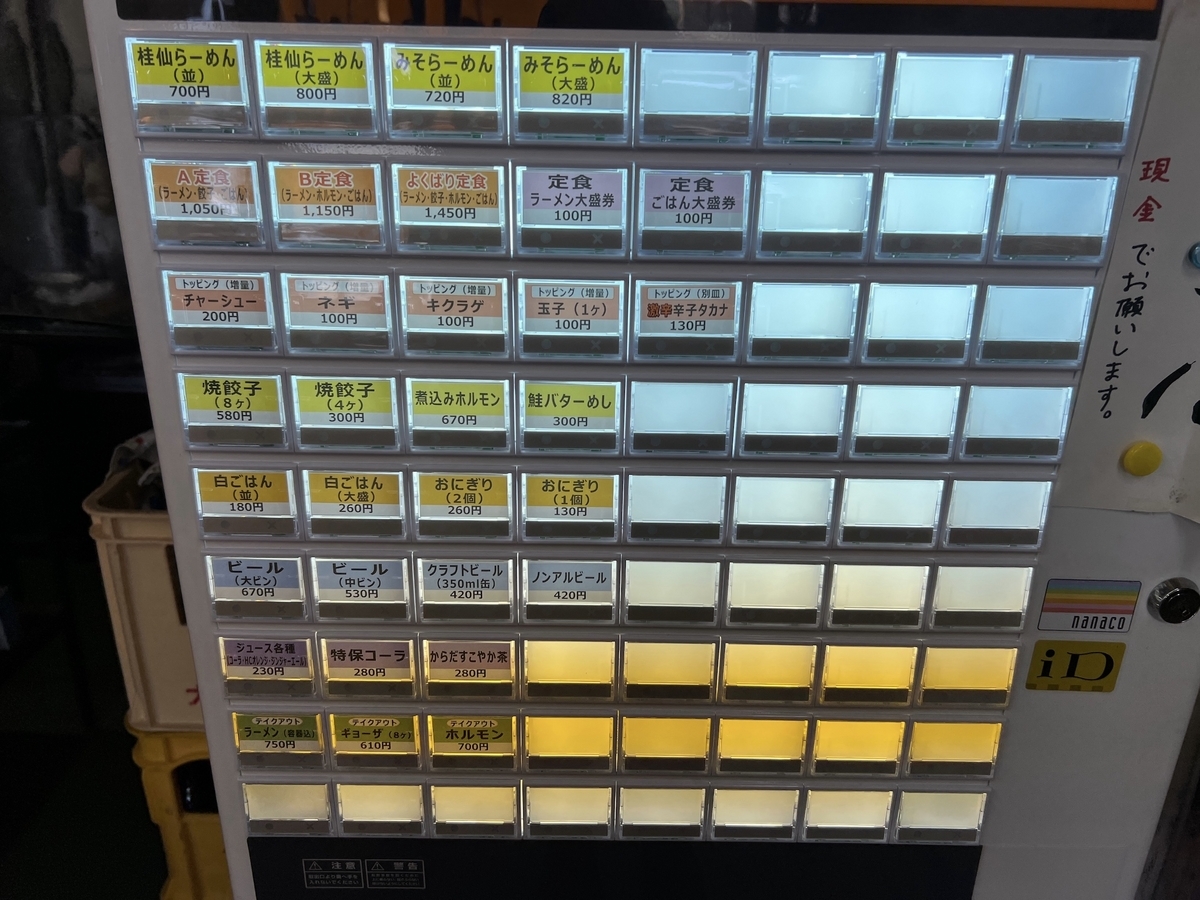 桂仙らーめん
（並）
700円
桂仙らーめん
（大盛）
800円
みそらーめん
（並）
720円
みそらーめん
（大盛）
820円
A定食
（ラーメン・餃子・ごはん）
1,050円
B定食
（ラーメン・ホルモン・ごはん）
1,150円
よくばり定食
（ラーメン・餃子・ホルモン・ごはん）
1,450円
定食
ラーメン大盛券
100円
定食
ごはん大盛券
100円
トッピング（増量）
チャーシュー
200円
トッピング（増量）
ネギ
100円
トッピング（増量）
キクラゲ
100円
トッピング（増量）
玉子（1ヶ）
100円
トッピング（別皿）
激辛辛子タカナ
130円
焼餃子
（8ヶ）
580円
焼餃子
（4ヶ）
300円
煮込みホルモン
670円
鮭バターめし
300円
白ごはん
（並）
180円
白ごはん
（大盛）
260円
おにぎり
（2個）
260円
おにぎり
（1個）
130円
ビール
（大ビン）
670円
ビール
（中ビン）
530円
クラフトビール
（350ml缶）
420円
ノンアルビール
420円
ジュース各種
（コーラ・HCオレンジ・ジンジャーエール）
230円
特保コーラ
280円
からだすこやか茶
280円
テイクアウト
ラーメン（容器込）
750円
テイクアウト
ギョーザ（8ヶ）
610円
テイクアウト
ホルモン
700円
現金でお願いします。
nanaco
iD
注意
警告